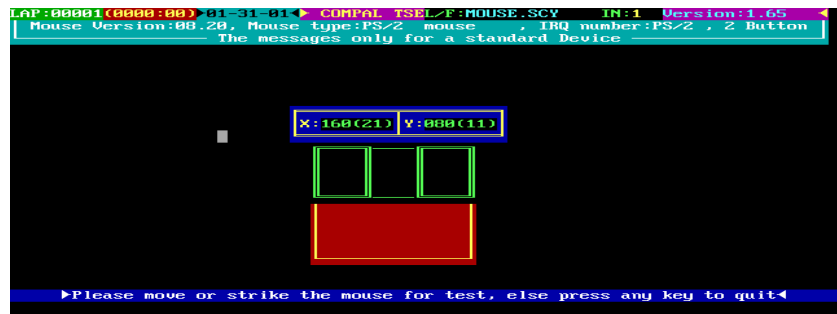 LAP:00001(0000:00)►01-31-01◄► COMPAL TSEL/F:MOUSE.SCY IN:1 Version:1.65 ◄
Mouse Version:08.20, Mouse type:PS/2 mouse , IRQ number:PS/2 , 2 Button
The messages only for a standard Device
X:160(21) Y:080(11)
►Please move or strike the mouse for test, else press any key to quit◄